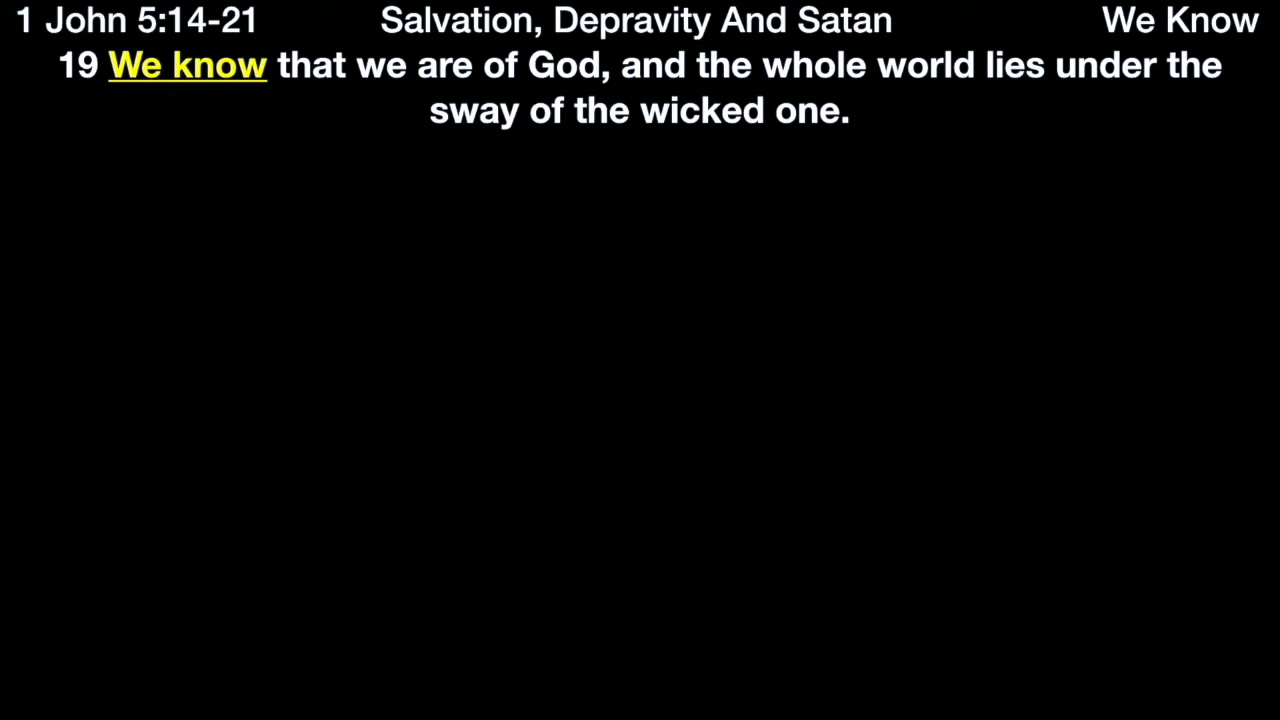 1 John 5:14-21 Salvation, Depravity And Satan We Know
19 We know that we are of God, and the whole world lies under the
sway of the wicked one.